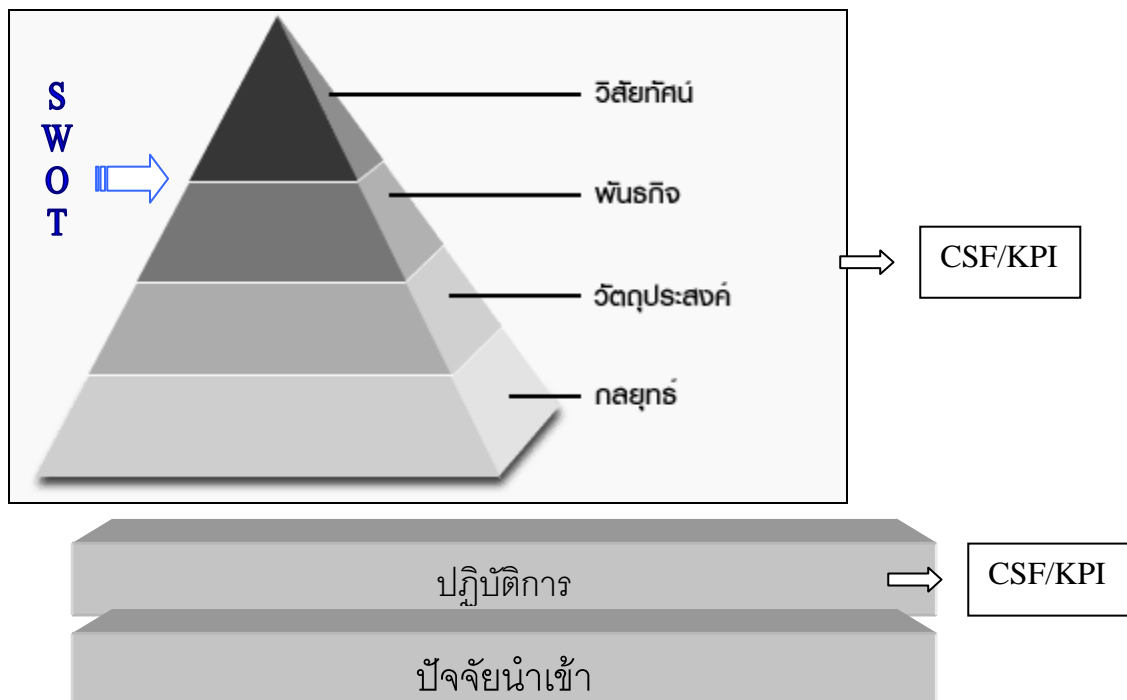 S
W
O
T
วิสัยทัศน์
พันธกิจ
วัตถุประสงค์
กลยุทธ์
CSF/KPI
ปฏิบัติการ
CSF/KPI
ปัจจัยนำเข้า